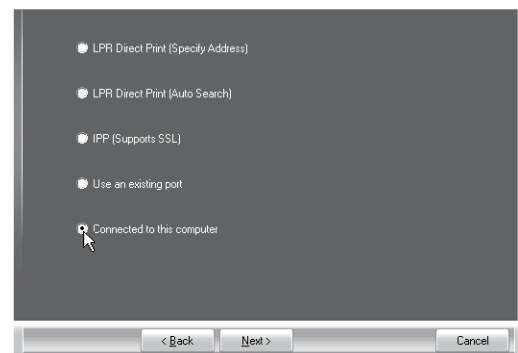 LPR Direct Print (Specify Address)
LPR Direct Print (Auto Search)
IPP (Supports SSL)
Use an existing port
Connected to this computer
< Back Next > Cancel